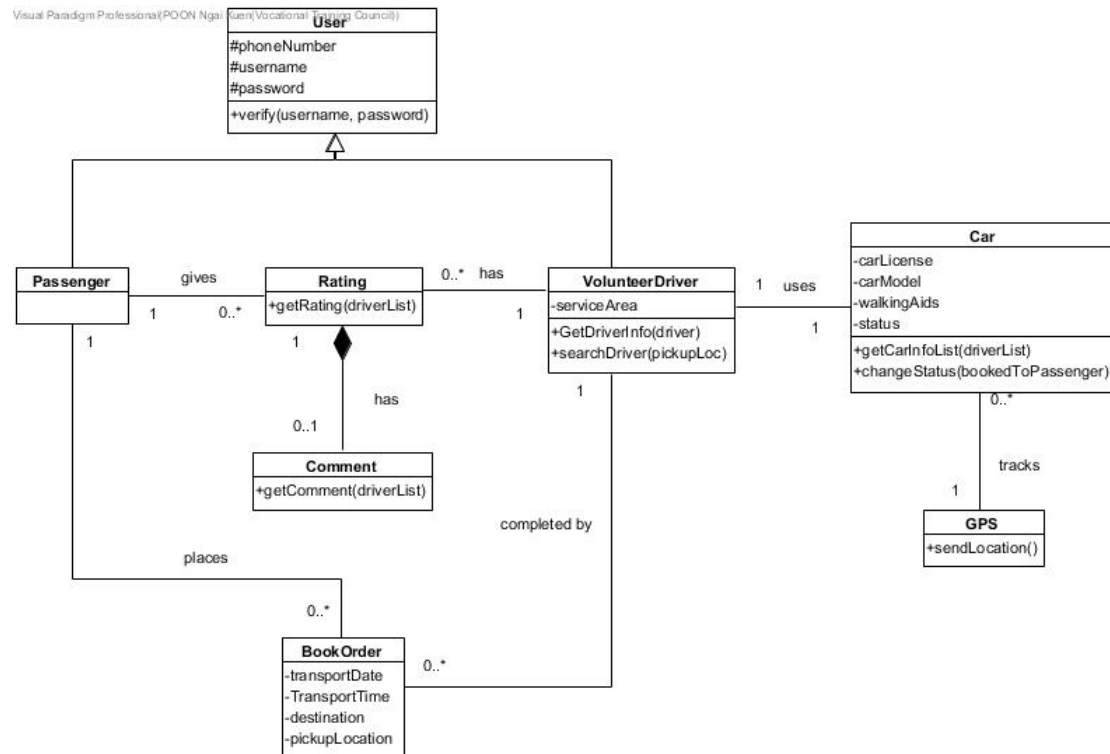 Visual Paradigm Professional(POON Ngai Kuen(Vocational Training Council))
User
#phoneNumber
#username
#password
+verify(username, password)
Passenger
gives
1
0..*
Rating
+getRating(driverList)
0..*
has
1
VolunteerDriver
-serviceArea
+GetDriverInfo(driver)
+searchDriver(pickupLoc)
1
uses
1
Car
-carLicense
-carModel
-walkingAids
-status
+getCarInfoList(driverList)
+changeStatus(bookedToPassenger)
1
1
has
0..1
Comment
+getComment(driverList)
1
completed by
0..*
0..*
tracks
1
GPS
+sendLocation()
places
0..*
BookOrder
-transportDate
-TransportTime
-destination
-pickupLocation